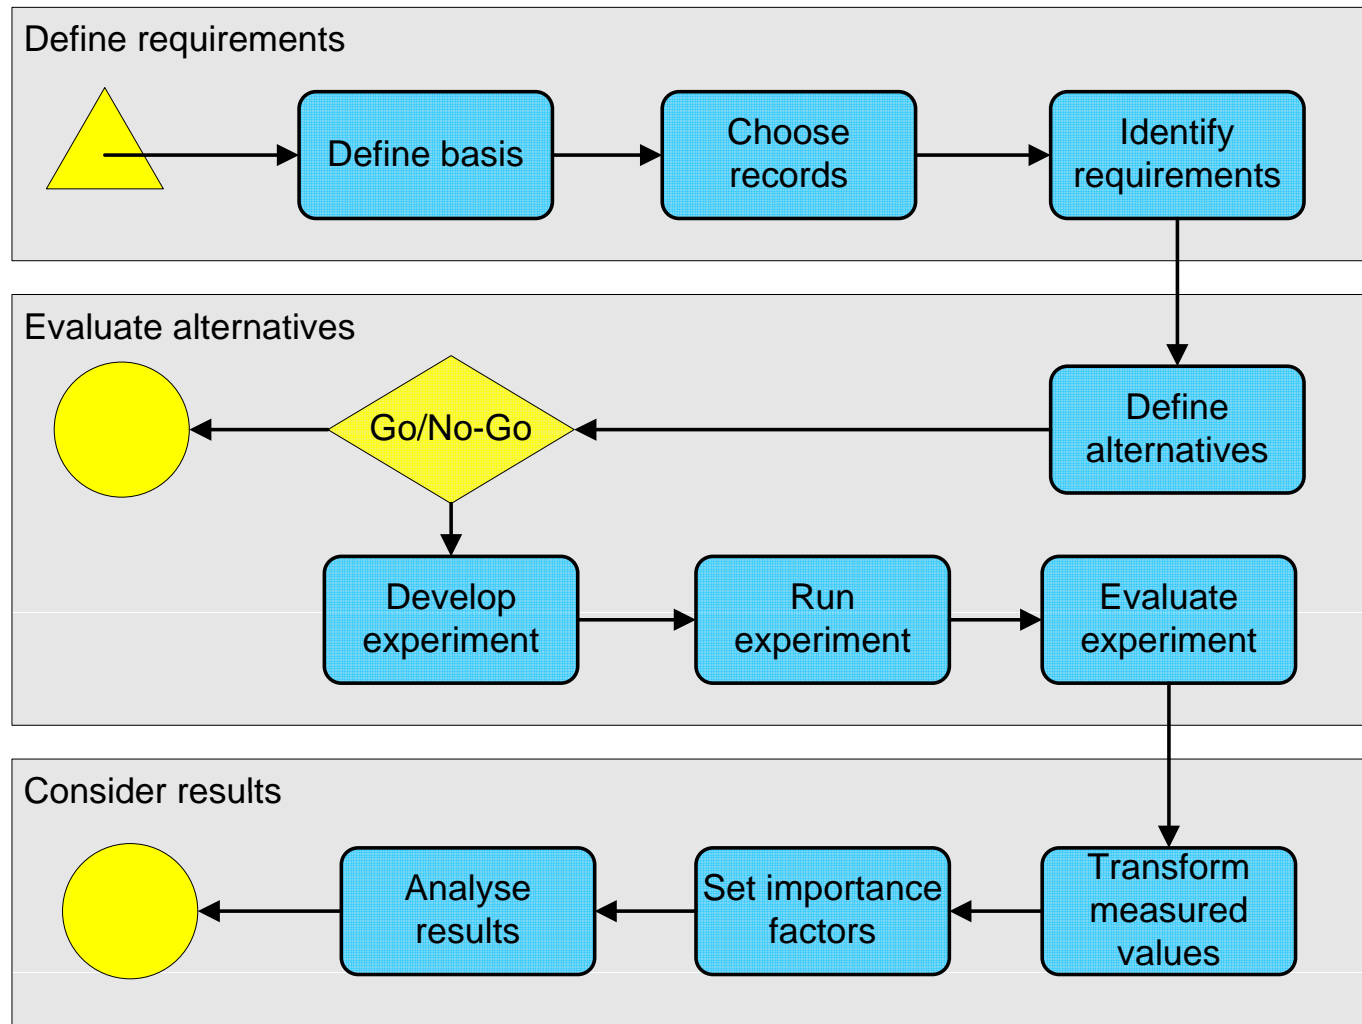 Define requirements
Define basis
Choose
records
Identify
requirements
Evaluate alternatives
Go/No-Go
Define
alternatives
Develop
experiment
Run
experiment
Evaluate
experiment
Consider results
Analyse
results
Set importance
factors
Transform
measured
values